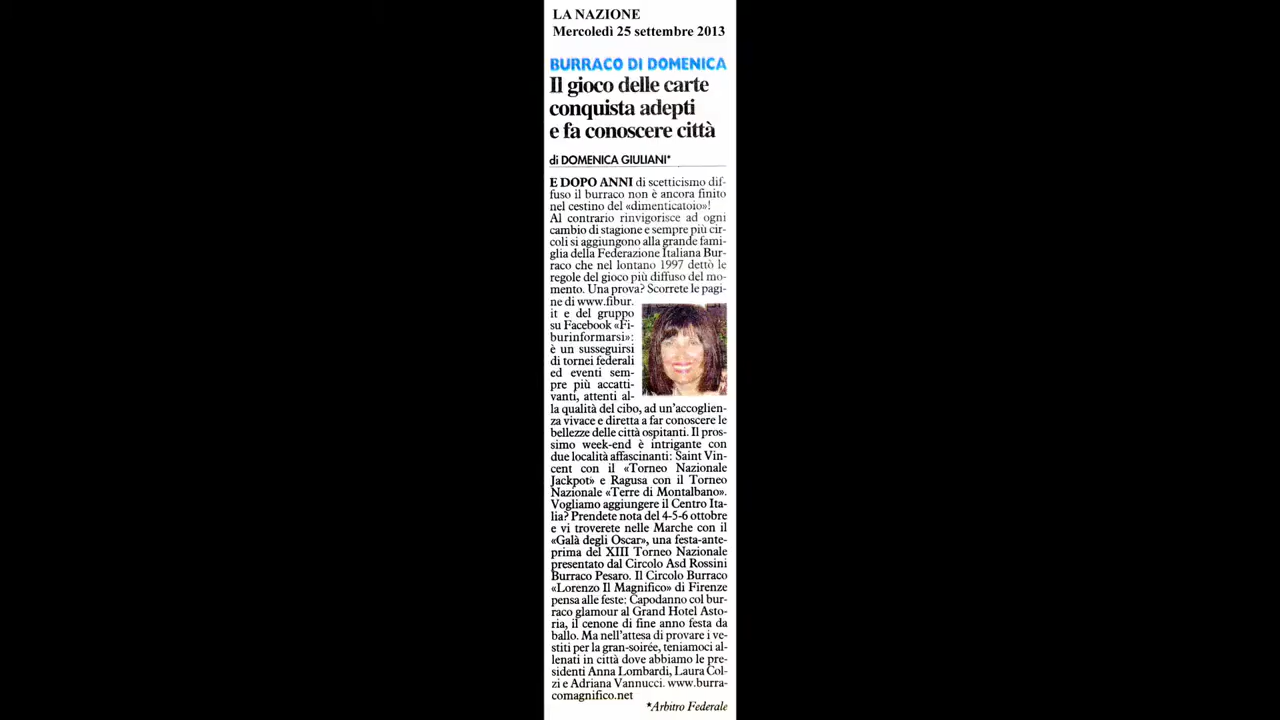 LA NAZIONE
Mercoledì 25 settembre 2013
BURRACO DI DOMENICA
Il gioco delle carte
conquista adepti
e fa conoscere città
di DOMENICA GIULIANI*
E DOPO ANNI di scetticismo dif-
fuso il burraco non è ancora finito
nel cestino del «dimenticatoio»!
Al contrario rinvigorisce ad ogni
cambio di stagione e sempre più cir-
coli si aggiungono alla grande fami-
glia della Federazione Italiana Bur-
raco che nel lontano 1997 dettò le
regole del gioco più diffuso del mo-
mento. Una prova? Scorrete le pagi-
ne di www.fibur.
it e del gruppo
su Facebook «Fi-
burinformarsi»:
è un susseguirsi
di tornei federali
ed eventi sem-
pre più accatti-
vanti, attenti al-
la qualità del cibo, ad un'accoglien-
za vivace e diretta a far conoscere le
bellezze delle città ospitanti. Il pros-
simo week-end è intrigante con
due località affascinanti: Saint Vin-
cent con il «Torneo Nazionale
Jackpot» e Ragusa con il Torneo
Nazionale «Terre di Montalbano».
Vogliamo aggiungere il Centro Ita-
lia? Prendete nota del 4-5-6 ottobre
e vi troverete nelle Marche con il
«Galà degli Oscar», una festa-ante-
prima del XIII Torneo Nazionale
presentato dal Circolo Asd Rossini
Burraco Pesaro. Il Circolo Burraco
«Lorenzo Il Magnifico» di Firenze
pensa alle feste: Capodanno col bur-
raco glamour al Grand Hotel Asto-
ria, il cenone di fine anno festa da
ballo. Ma nell'attesa di provare i ve-
stiti per la gran-soirée, teniamoci al-
lenati in città dove abbiamo le pre-
sidenti Anna Lombardi, Laura Col-
zi e Adriana Vannucci. www.burra-
comagnifico.net
*Arbitro Federale